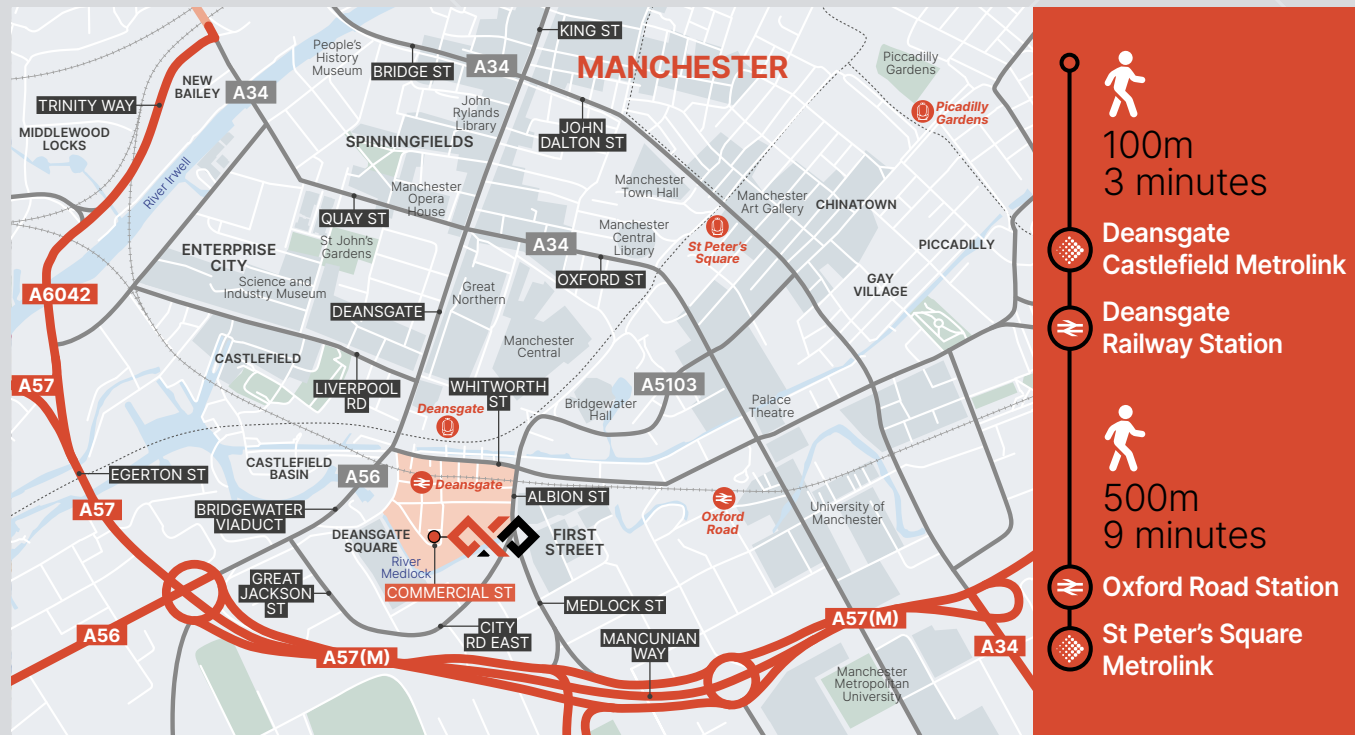 KING ST
People's
History
Museum
BRIDGE ST
A34
MANCHESTER
Piccadilly
Gardens
NEW
BAILEY
A34
TRINITY WAY
John
Rylands
Library
Picadilly
Gardens
MIDDLEWOOD
LOCKS
SPINNINGFIELDS
JOHN
DALTON ST
River Irwell
Manchester
Opera
House
Manchester
Town Hall
Manchester
Art Gallery
CHINATOWN
QUAY ST
Manchester
Central
Library
St John's
Gardens
A34
St Peter's
Square
PICCADILLY
ENTERPRISE
CITY
OXFORD ST
Science and
Industry Museum
GAY
VILLAGE
A6042
Great
Northern
DEANSGATE
Manchester
Central
CASTLEFIELD
LIVERPOOL
RD
WHITWORTH
ST
A5103
A57
Deansgate
Bridgewater
Hall
Palace
Theatre
EGERTON ST
CASTLEFIELD
BASIN
A56
Deansgate
ALBION ST
A57
BRIDGEWATER
VIADUCT
Oxford
Road
University of
Manchester
DEANSGATE
SQUARE
FIRST
STREET
River
Medlock
GREAT
JACKSON
ST
COMMERCIAL ST
MEDLOCK ST
A57(M)
A56
CITY
RD EAST
MANCUNIAN
WAY
A34
A57(M)
Manchester
Metropolitan
University
100m
3 minutes
Deansgate
Castlefield Metrolink
Deansgate
Railway Station
500m
9 minutes
Oxford Road Station
St Peter's Square
Metrolink